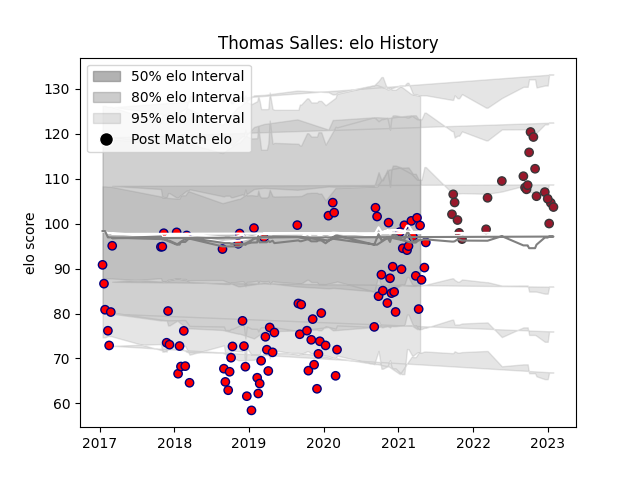 Thomas Salles: elo History
50% elo Interval
80% elo Interval
95% elo Interval
Post Match elo
elo score
130
120
110
100
90
80
70
60
2017
2018
2019
2020
2021
2022
2023